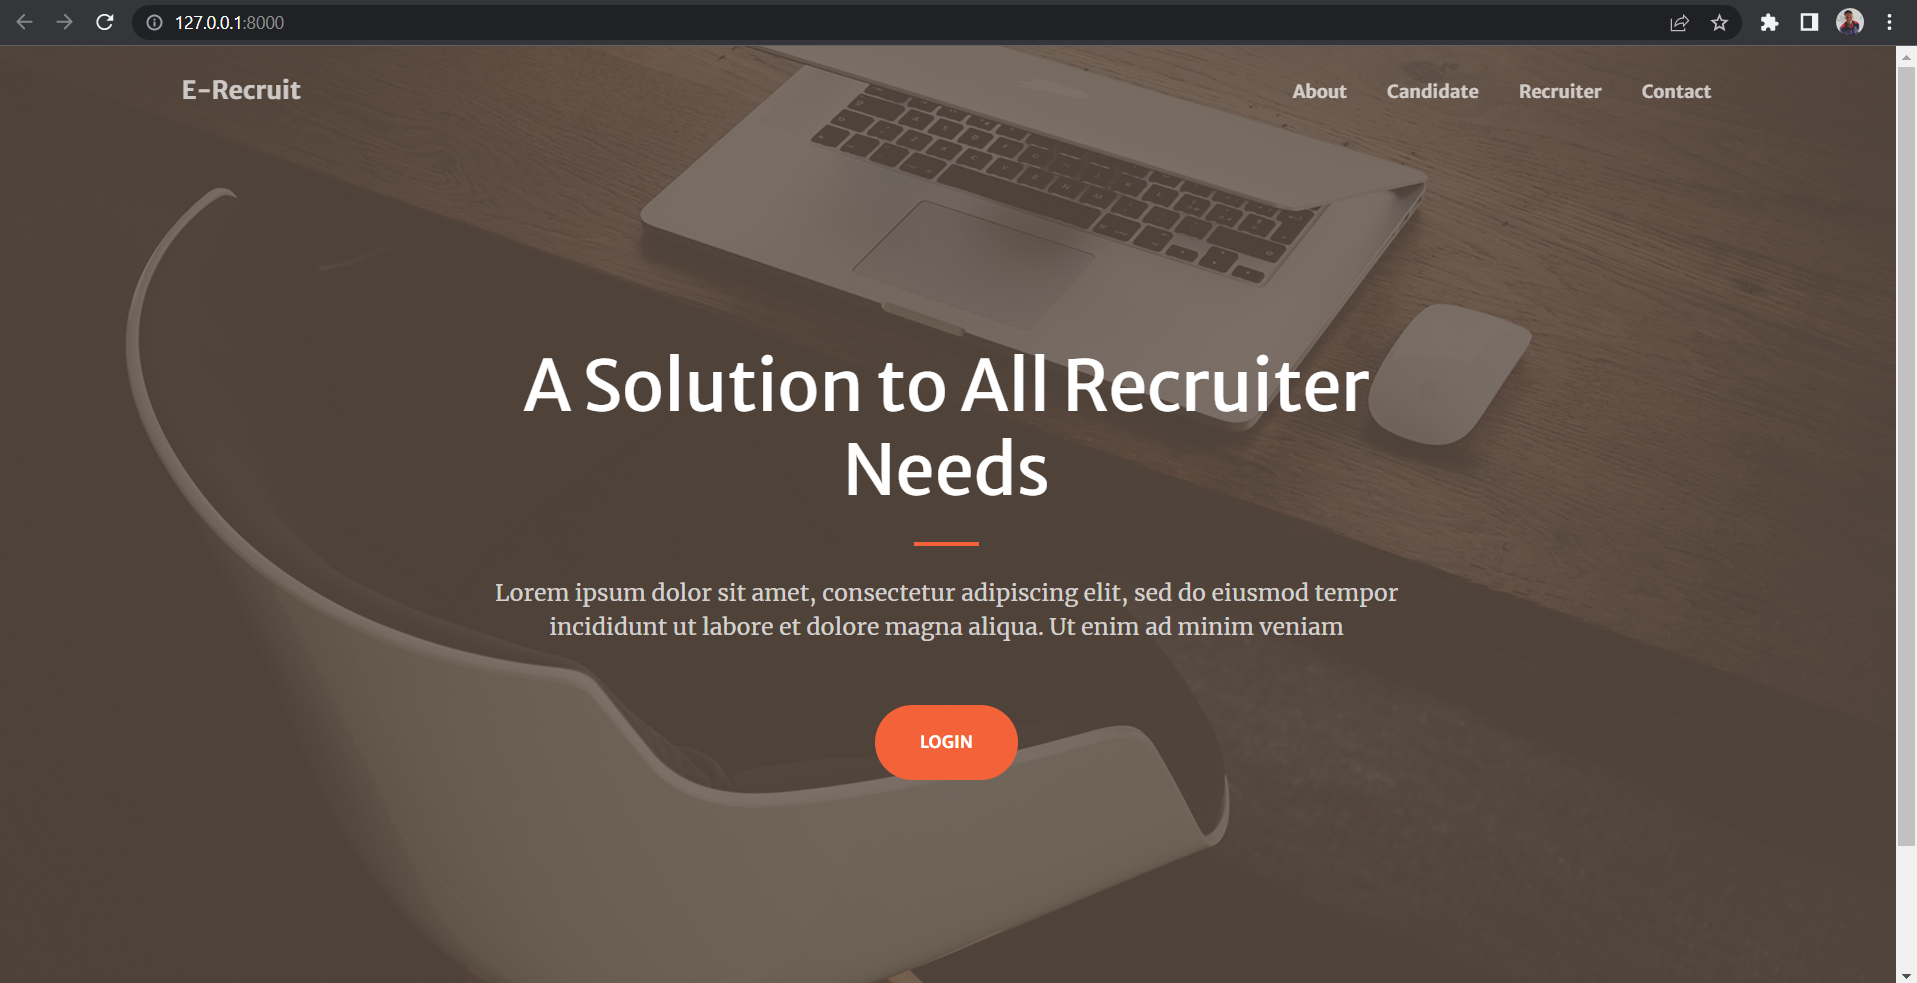 127.0.0.1:8000
E-Recruit
About
Candidate
Recruiter
Contact
A Solution to All Recruiter
Needs
Lorem ipsum dolor sit amet, consectetur adipiscing elit, sed do eiusmod tempor
incididunt ut labore et dolore magna aliqua. Ut enim ad minim veniam
LOGIN